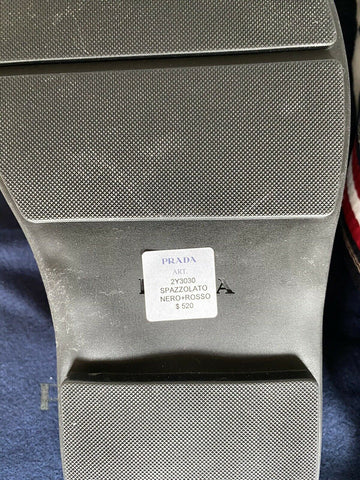 PRADA
ART.
2Y3030
SPAZZOLATO
NERO+ROSSO
$ 520